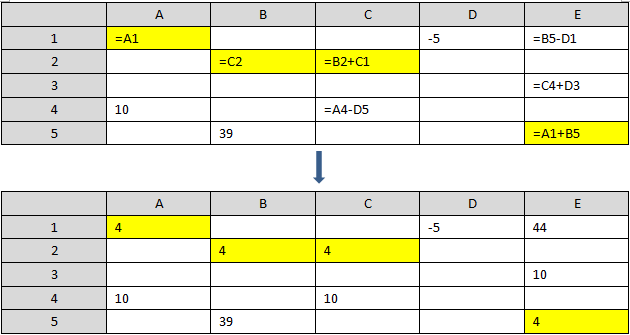 A B C D E
1 =A1 -5 =B5-D1
2 =C2 =B2+C1
3 =C4+D3
4 10 =A4-D5
5 39 =A1+B5
A B C D E
1 4 -5 44
2 4 4
3 10
4 10 10
5 39 4